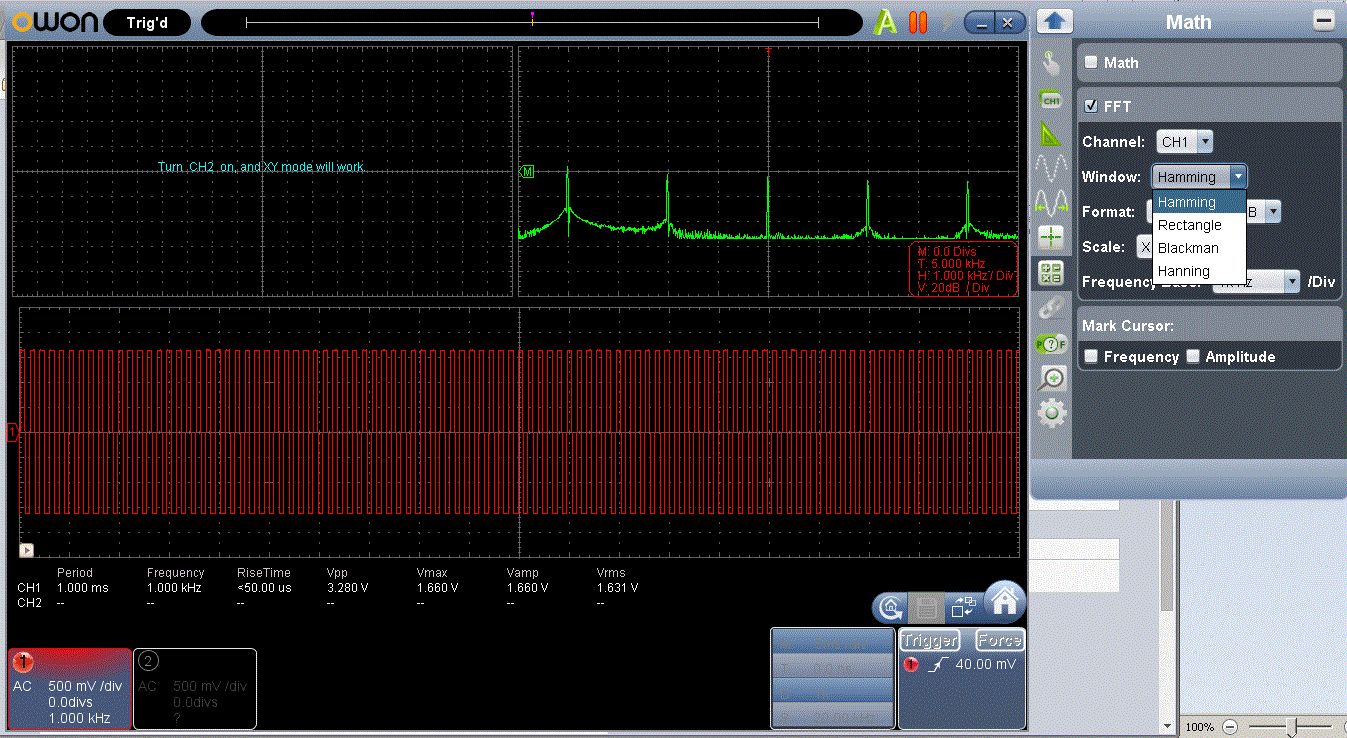 owon Trig'd
Math
Math
FFT
Channel: CH1
Window: Hamming
Hamming
Rectangle
Blackman
Hanning
Format: B
Scale: X
Frequency /Div
Mark Cursor:
Frequency Amplitude
CH1
P ? F
T
Turn CH2 on, and XY mode will work.
M
M: 0.0 Divs
T: 5.000 kHz
H: 1.000 kHz / Div
V: 20dB / Div
1
Period Frequency RiseTime Vpp Vmax Vamp Vrms
CH1 1.000 ms 1.000 kHz <50.00 us 3.280 V 1.660 V 1.660 V 1.631 V
CH2 -- -- -- -- -- -- --
1
AC 500 mV /div
0.0divs
1.000 kHz
2
AC 500 mV /div
0.0divs
?
Trigger Force
1 40.00 mV
100%